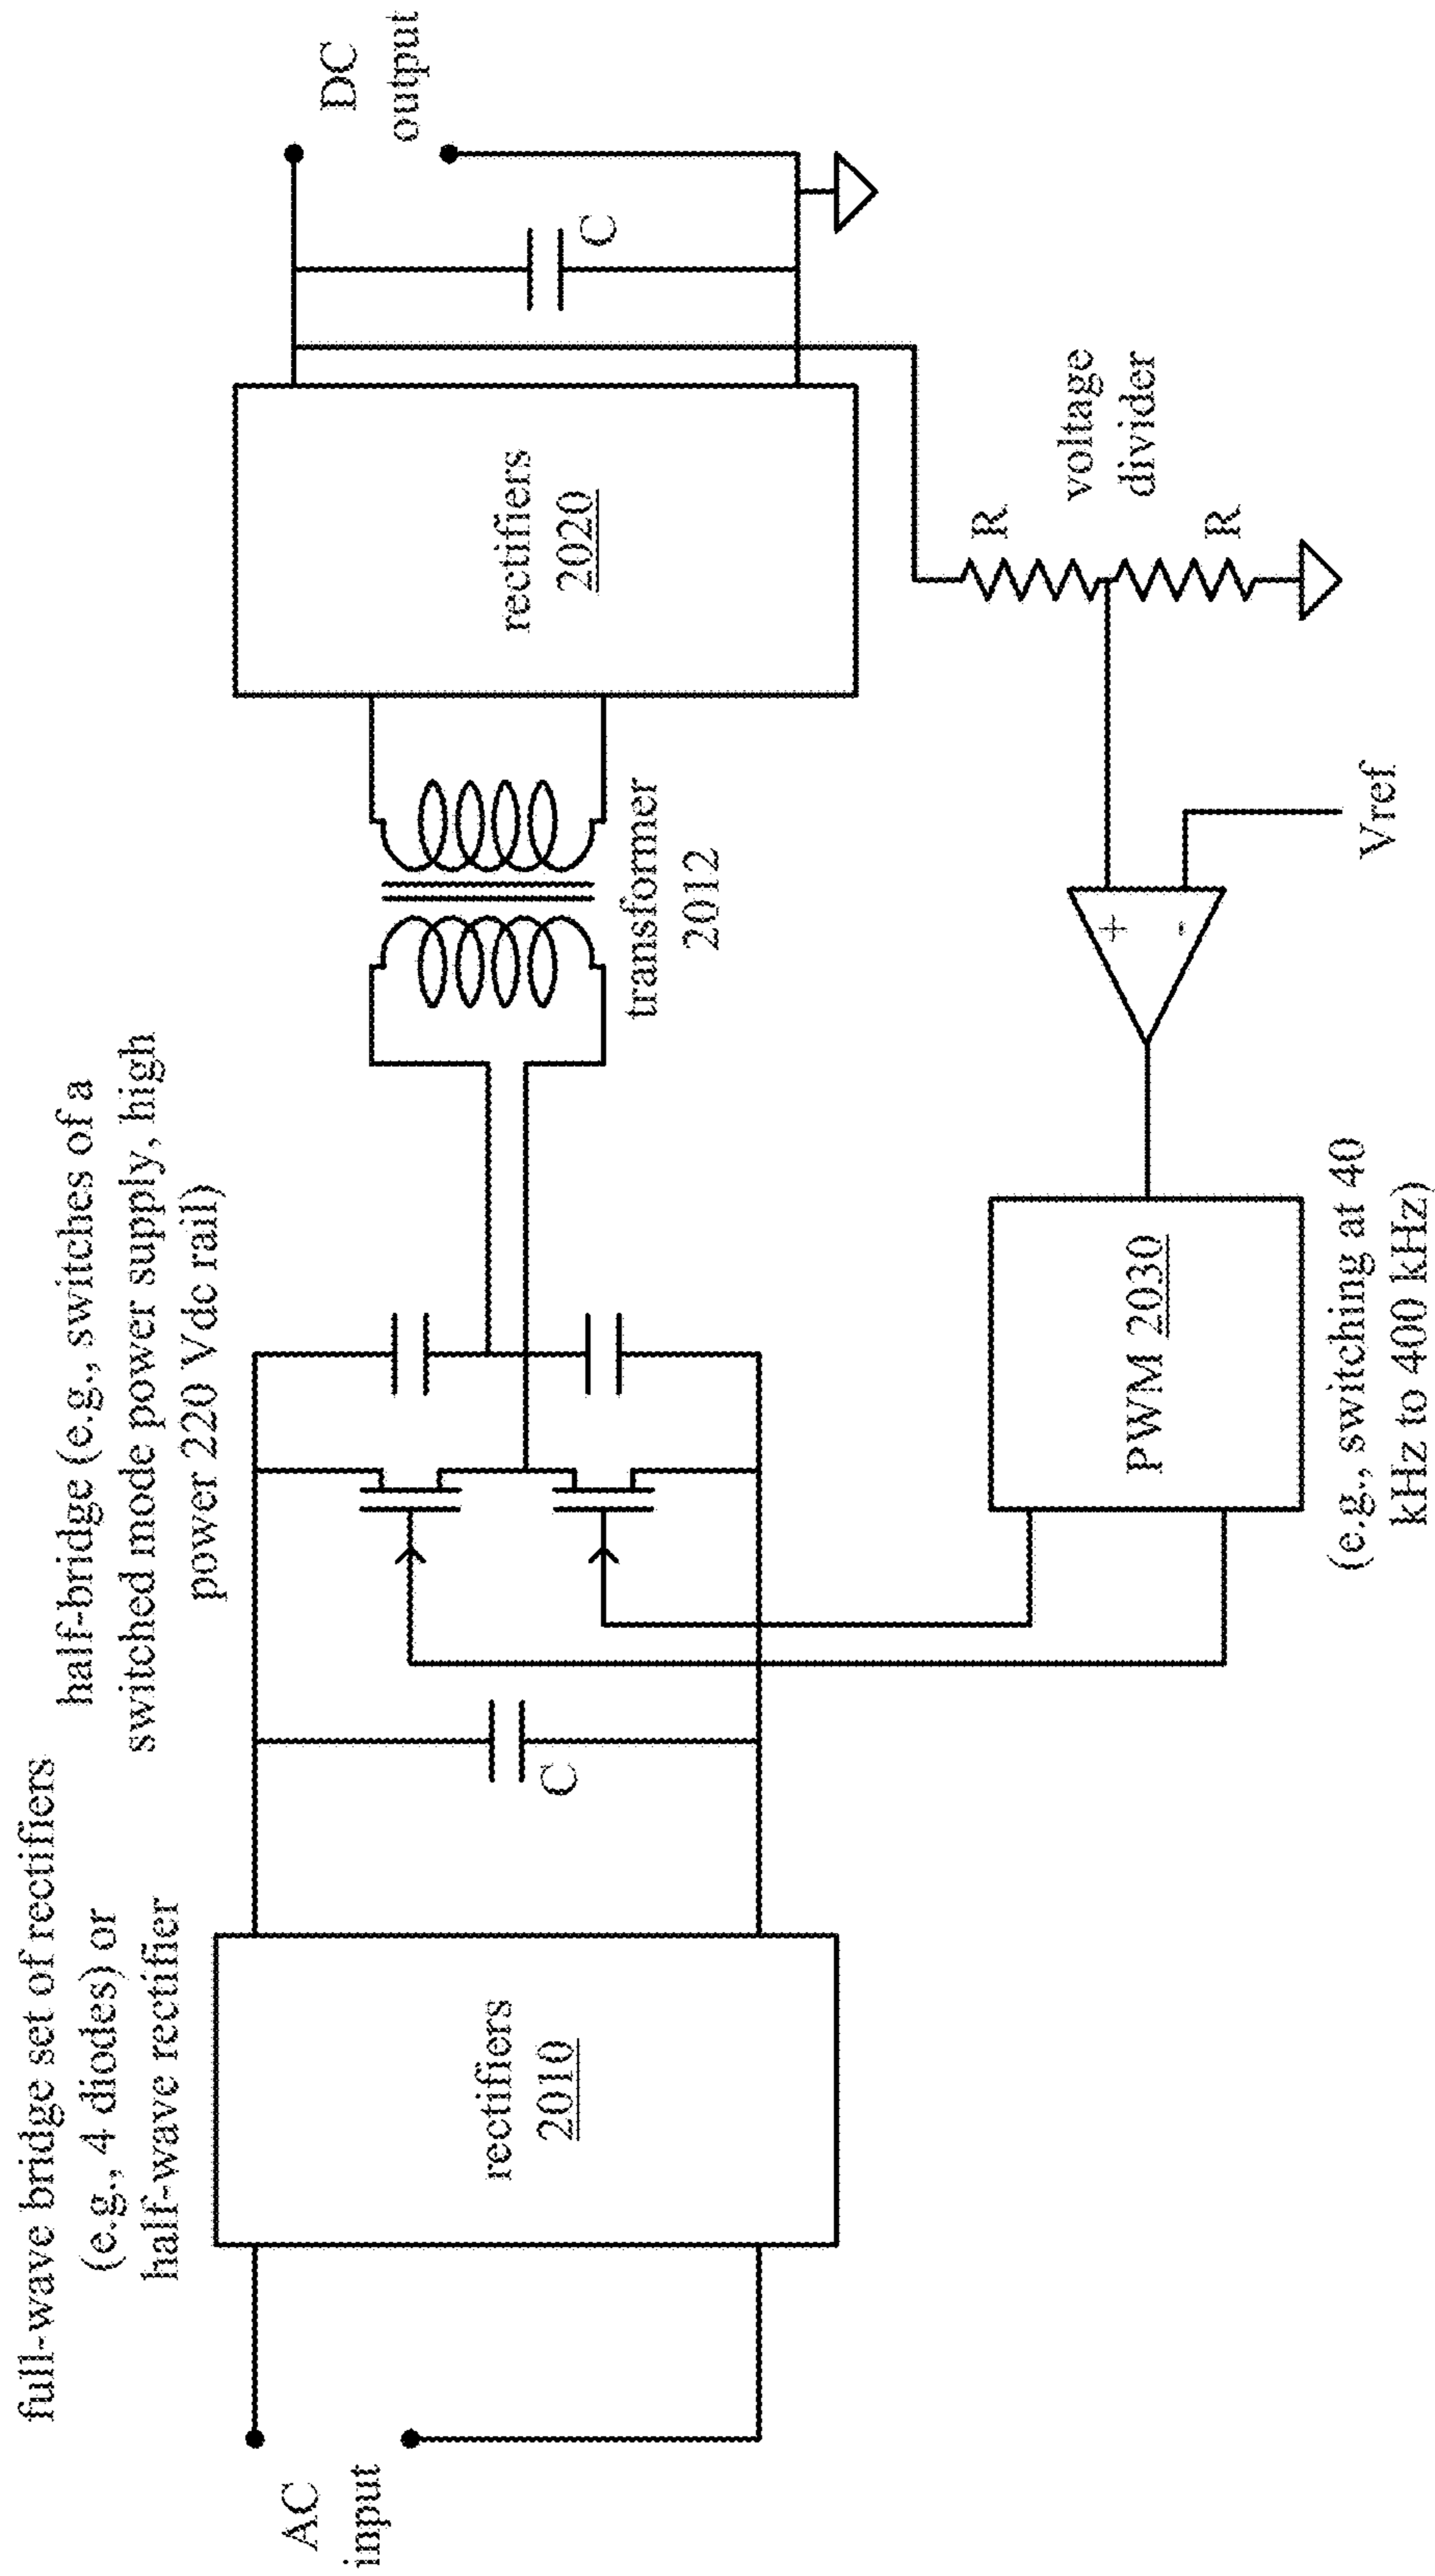 full-wave bridge set of rectifiers
(e.g., 4 diodes) or
half-wave rectifier
half-bridge (e.g., switches of a
switched mode power supply, high
power 220 Vdc rail)
AC
input
rectifiers
2010
C
transformer
2012
rectifiers
2020
C
DC
output
PWM 2030
(e.g., switching at 40
kHz to 400 kHz)
+
-
Vref
R
R
voltage
divider